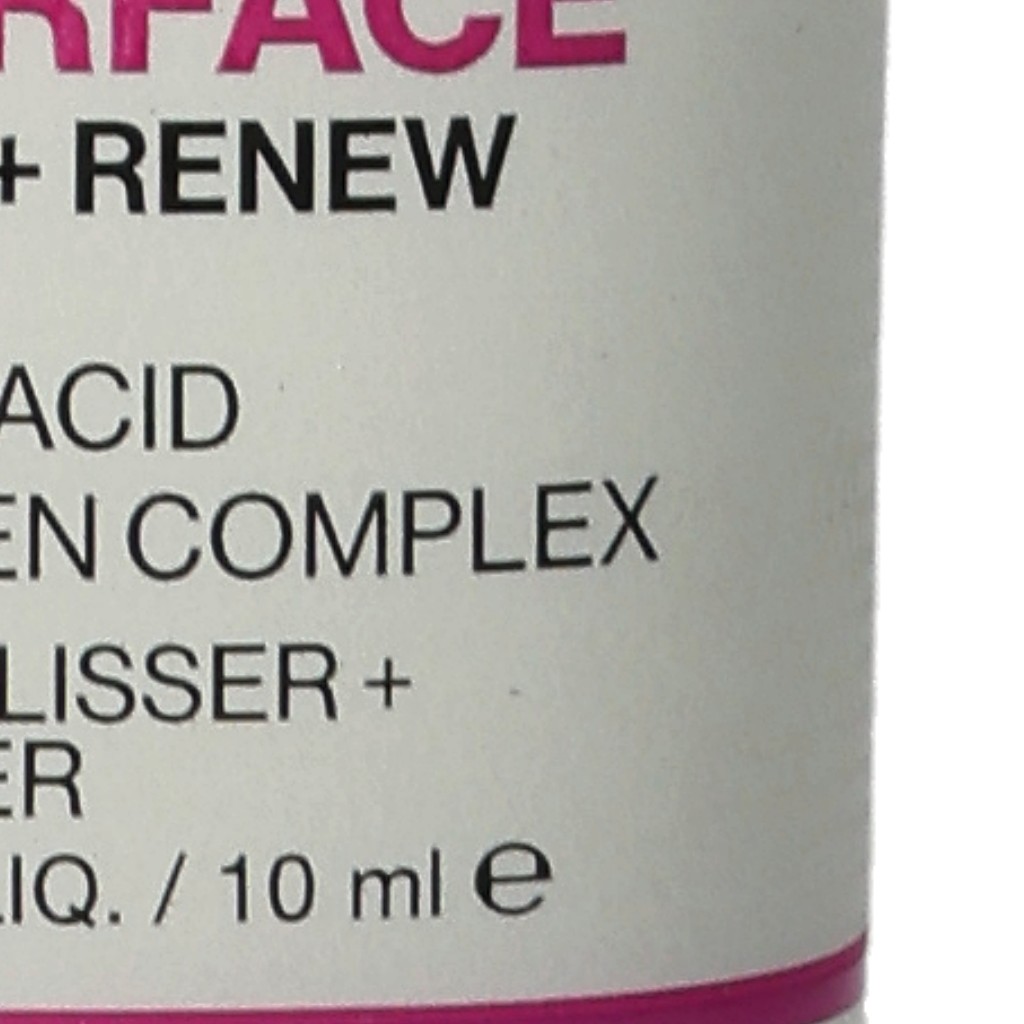 RFACE
+ RENEW
ACID
EN COMPLEX
LISSER +
ER
LIQ. / 10 ml e